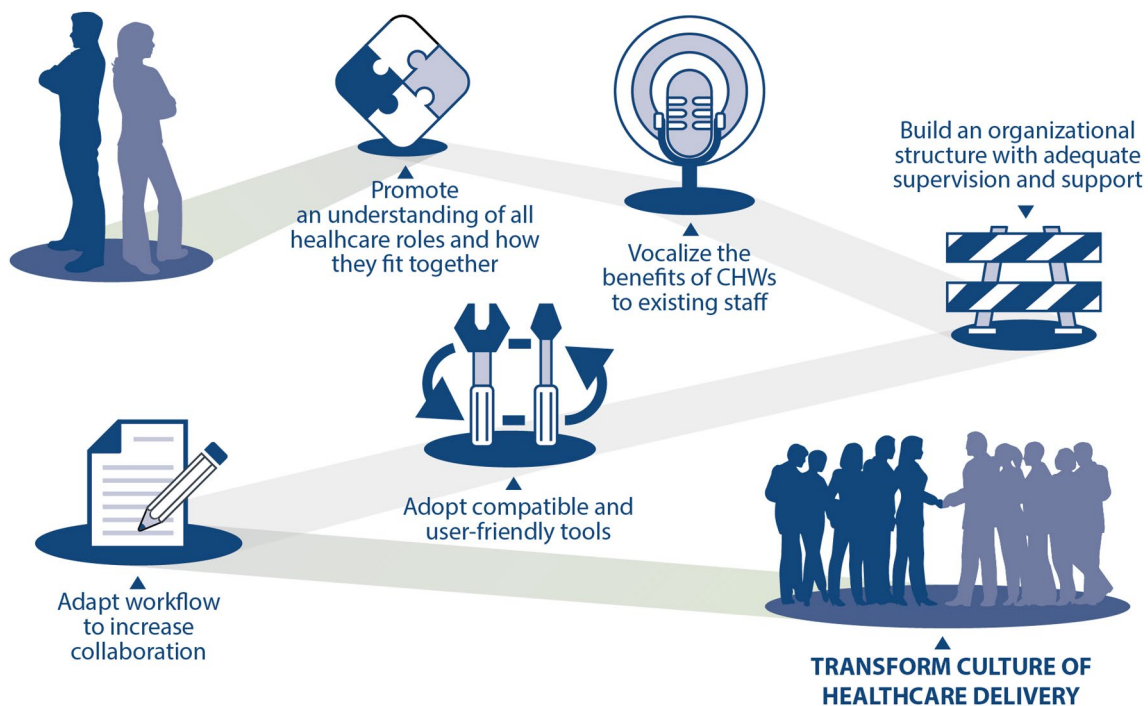 Promote
an understanding of all
healhcare roles and how
they fit together
Vocalize the
benefits of CHWs
to existing staff
Build an organizational
structure with adequate
supervision and support
Adopt compatible and
user-friendly tools
Adapt workflow
to increase
collaboration
TRANSFORM CULTURE OF
HEALTHCARE DELIVERY